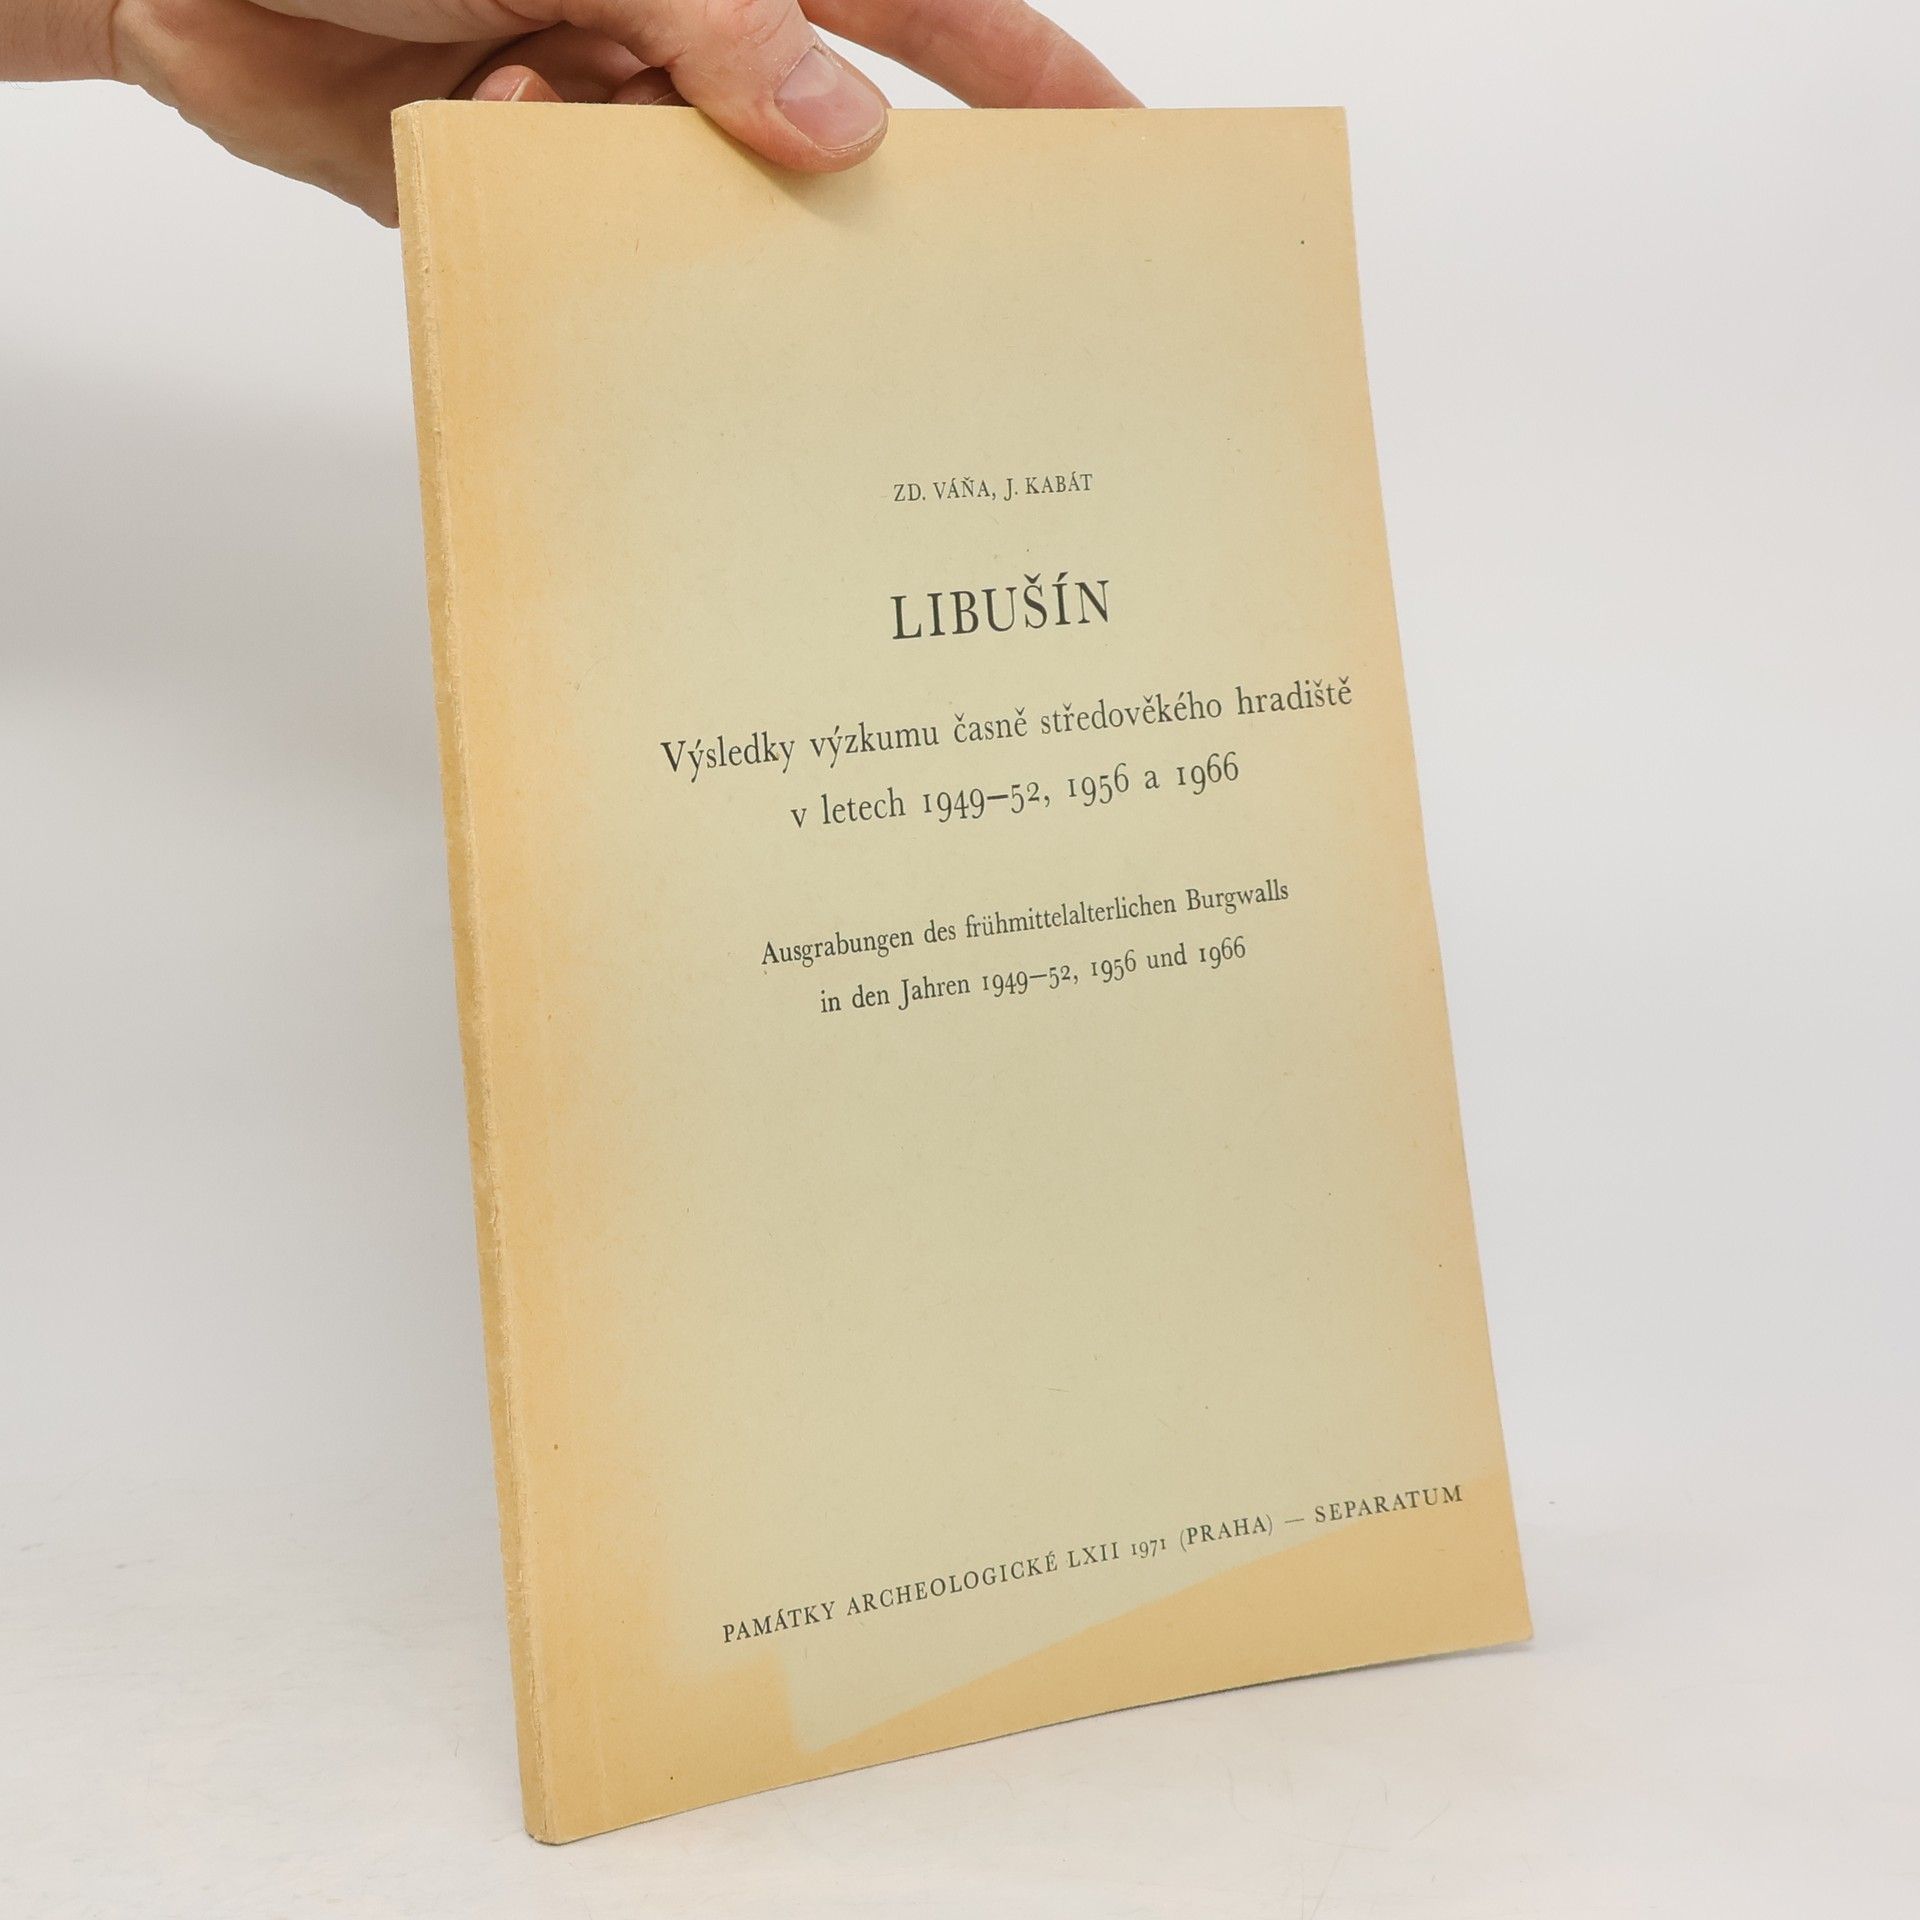 ZD. VÁŇA, J. KABÁT
LIBUŠÍN
Výsledky výzkumu časně středověkého hradiště
v letech 1949–52, 1956 a 1966
Ausgrabungen des frühmittelalterlichen Burgwalls
in den Jahren 1949–52, 1956 und 1966
PAMÁTKY ARCHEOLOGICKÉ LXII 1971 (PRAHA) — SEPARATUM